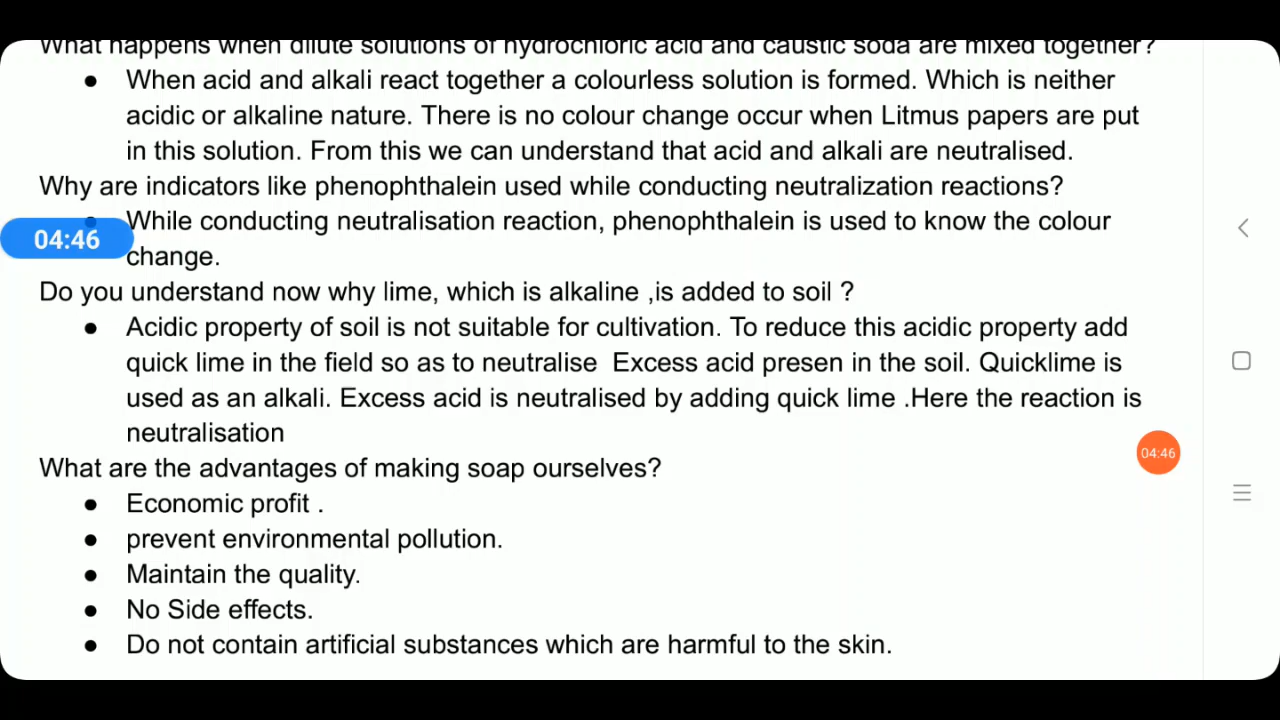 What happens when dilute solutions of hydrochloric acid and caustic soda are mixed together?
● When acid and alkali react together a colourless solution is formed. Which is neither
acidic or alkaline nature. There is no colour change occur when Litmus papers are put
in this solution. From this we can understand that acid and alkali are neutralised.
Why are indicators like phenophthalein used while conducting neutralization reactions?
● While conducting neutralisation reaction, phenophthalein is used to know the colour
04:46
change.
Do you understand now why lime, which is alkaline ,is added to soil ?
● Acidic property of soil is not suitable for cultivation. To reduce this acidic property add
quick lime in the field so as to neutralise  Excess acid presen in the soil. Quicklime is
used as an alkali. Excess acid is neutralised by adding quick lime .Here the reaction is
neutralisation
04:46
What are the advantages of making soap ourselves?
● Economic profit .
● prevent environmental pollution.
● Maintain the quality.
● No Side effects.
● Do not contain artificial substances which are harmful to the skin.